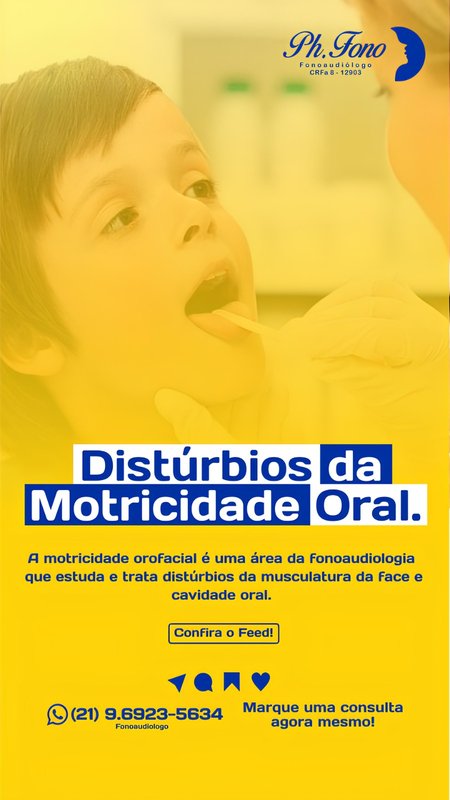 Ph.Fono
Fonoaudiólogo
CRFa 8 - 12903
Distúrbios da
Motricidade Oral.
A motricidade orofacial é uma área da fonoaudiologia
que estuda e trata distúrbios da musculatura da face e
cavidade oral.
Confira o Feed!
(21) 9.6923-5634
Fonoaudiologo
Marque uma consulta
agora mesmo!